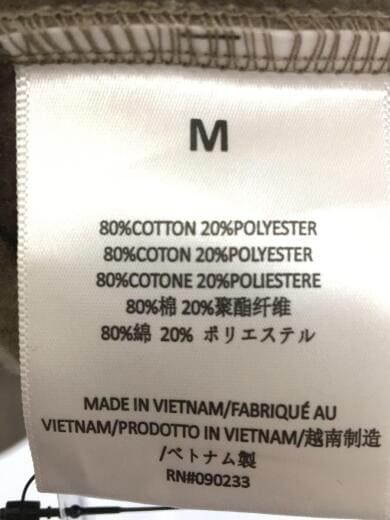 M
80%COTTON 20%POLYESTER
80%COTON 20%POLYESTER
80%COTONE 20%POLIESTERE
80%棉 20%聚酯纤维
80%綿 20% ポリエステル
MADE IN VIETNAM/FABRIQUÉ AU
VIETNAM/PRODOTTO IN VIETNAM/越南制造
/ベトナム製
RN#090233